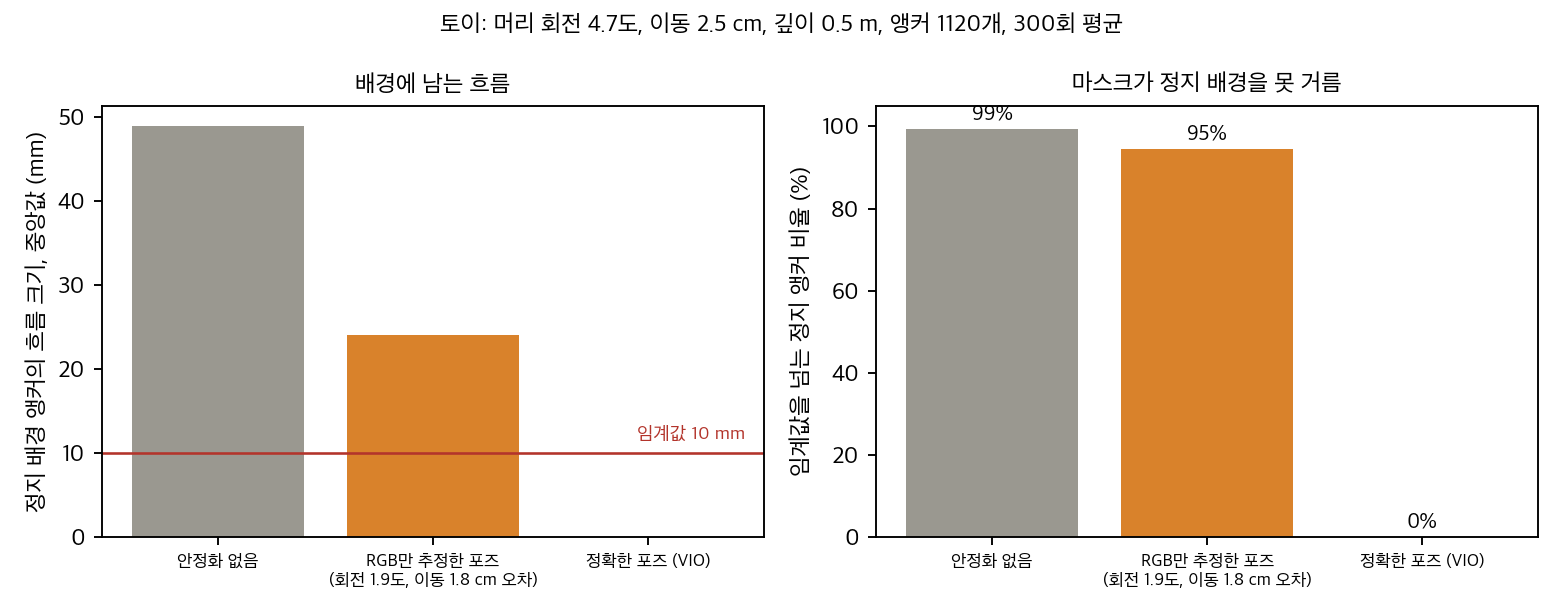 토이: 머리 회전 4.7도, 이동 2.5 cm, 깊이 0.5 m, 앵커 1120개, 300회 평균
배경에 남는 흐름
정지 배경 앵커의 흐름 크기, 중앙값 (mm)
50
40
30
20
10
0
임계값 10 mm
안정화 없음
RGB만 추정한 포즈
(회전 1.9도, 이동 1.8 cm 오차)
정확한 포즈 (VIO)
마스크가 정지 배경을 못 거름
임계값을 넘는 정지 앵커 비율 (%)
100
80
60
40
20
0
99%
95%
0%
안정화 없음
RGB만 추정한 포즈
(회전 1.9도, 이동 1.8 cm 오차)
정확한 포즈 (VIO)